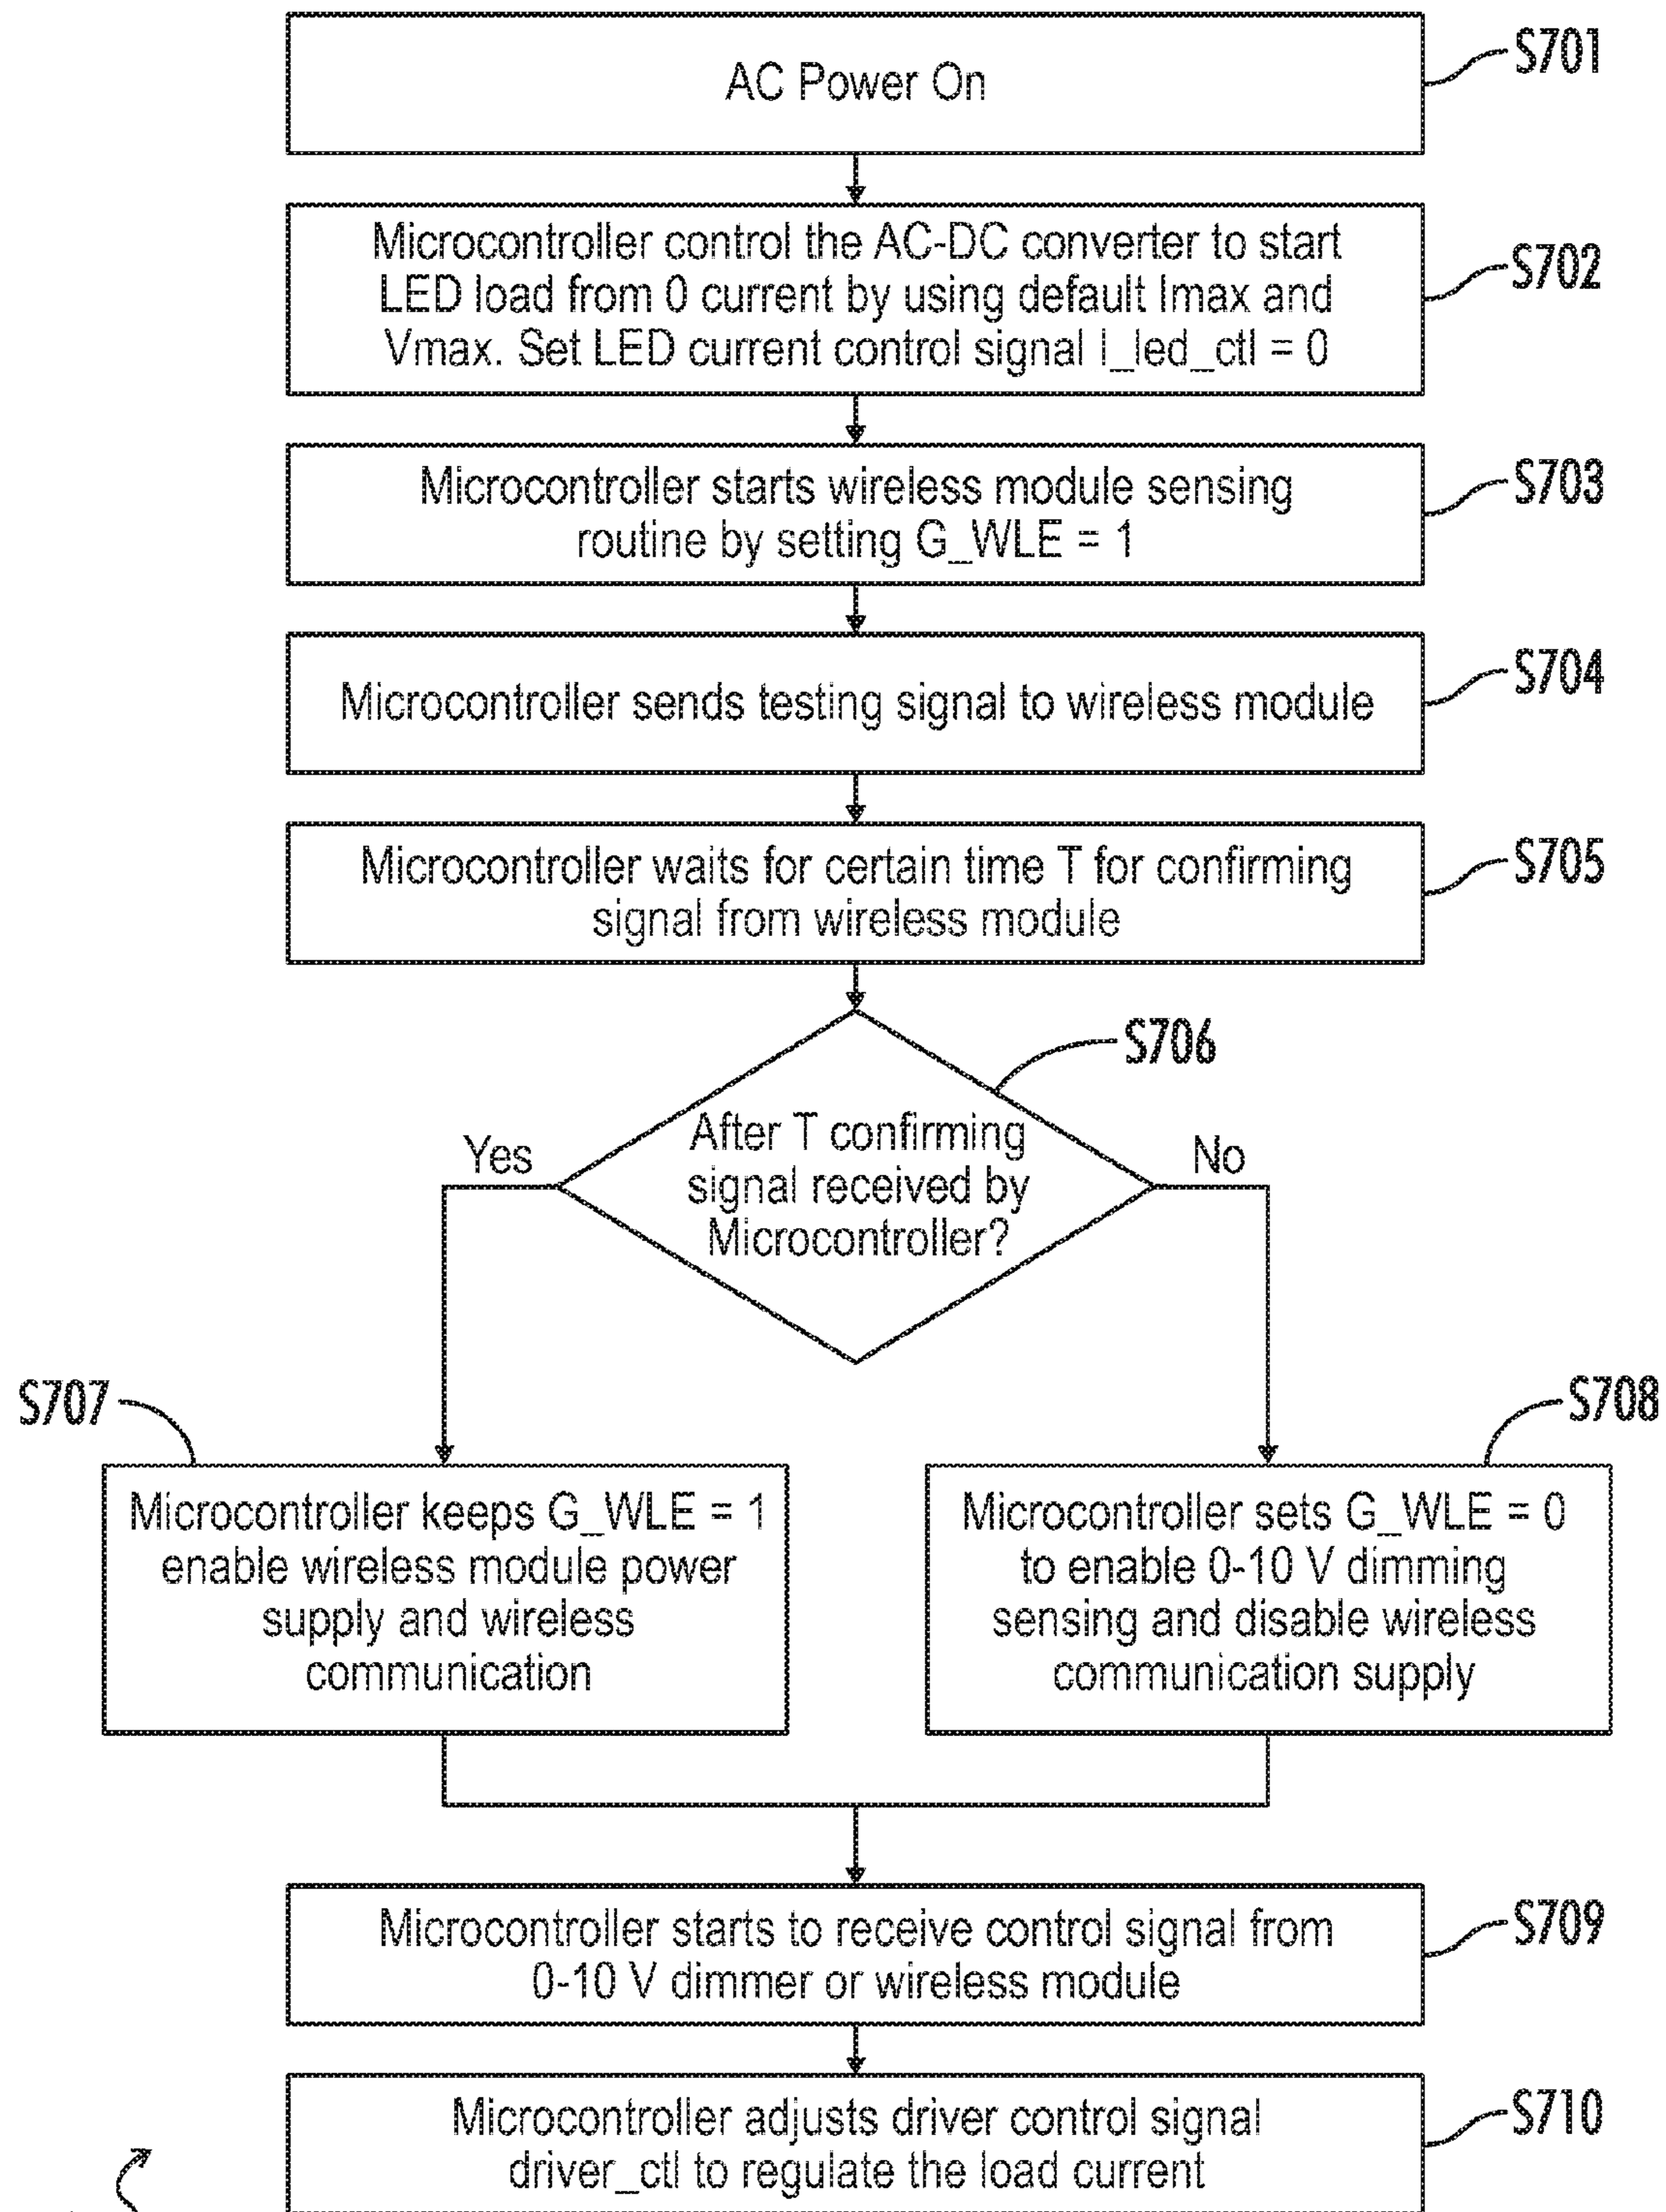 AC Power On
S701
Microcontroller control the AC-DC converter to start
LED load from 0 current by using default Imax and
Vmax. Set LED current control signal I_led_ctl = 0
S702
Microcontroller starts wireless module sensing
routine by setting G_WLE = 1
S703
Microcontroller sends testing signal to wireless module
S704
Microcontroller waits for certain time T for confirming
signal from wireless module
S705
S706
After T confirming
signal received by
Microcontroller?
Yes
No
S707
S708
Microcontroller keeps G_WLE = 1
enable wireless module power
supply and wireless
communication
Microcontroller sets G_WLE = 0
to enable 0-10 V dimming
sensing and disable wireless
communication supply
Microcontroller starts to receive control signal from
0-10 V dimmer or wireless module
S709
Microcontroller adjusts driver control signal
driver_ctl to regulate the load current
S710